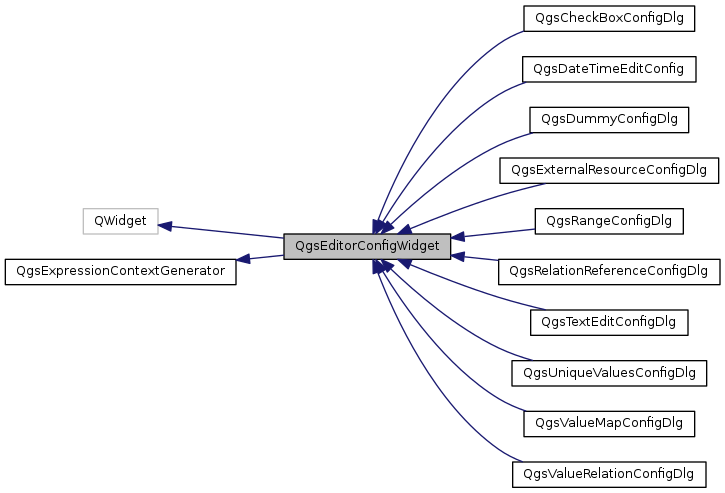 QWidget
QgsExpressionContextGenerator
QgsEditorConfigWidget
QgsCheckBoxConfigDlg
QgsDateTimeEditConfig
QgsDummyConfigDlg
QgsExternalResourceConfigDlg
QgsRangeConfigDlg
QgsRelationReferenceConfigDlg
QgsTextEditConfigDlg
QgsUniqueValuesConfigDlg
QgsValueMapConfigDlg
QgsValueRelationConfigDlg